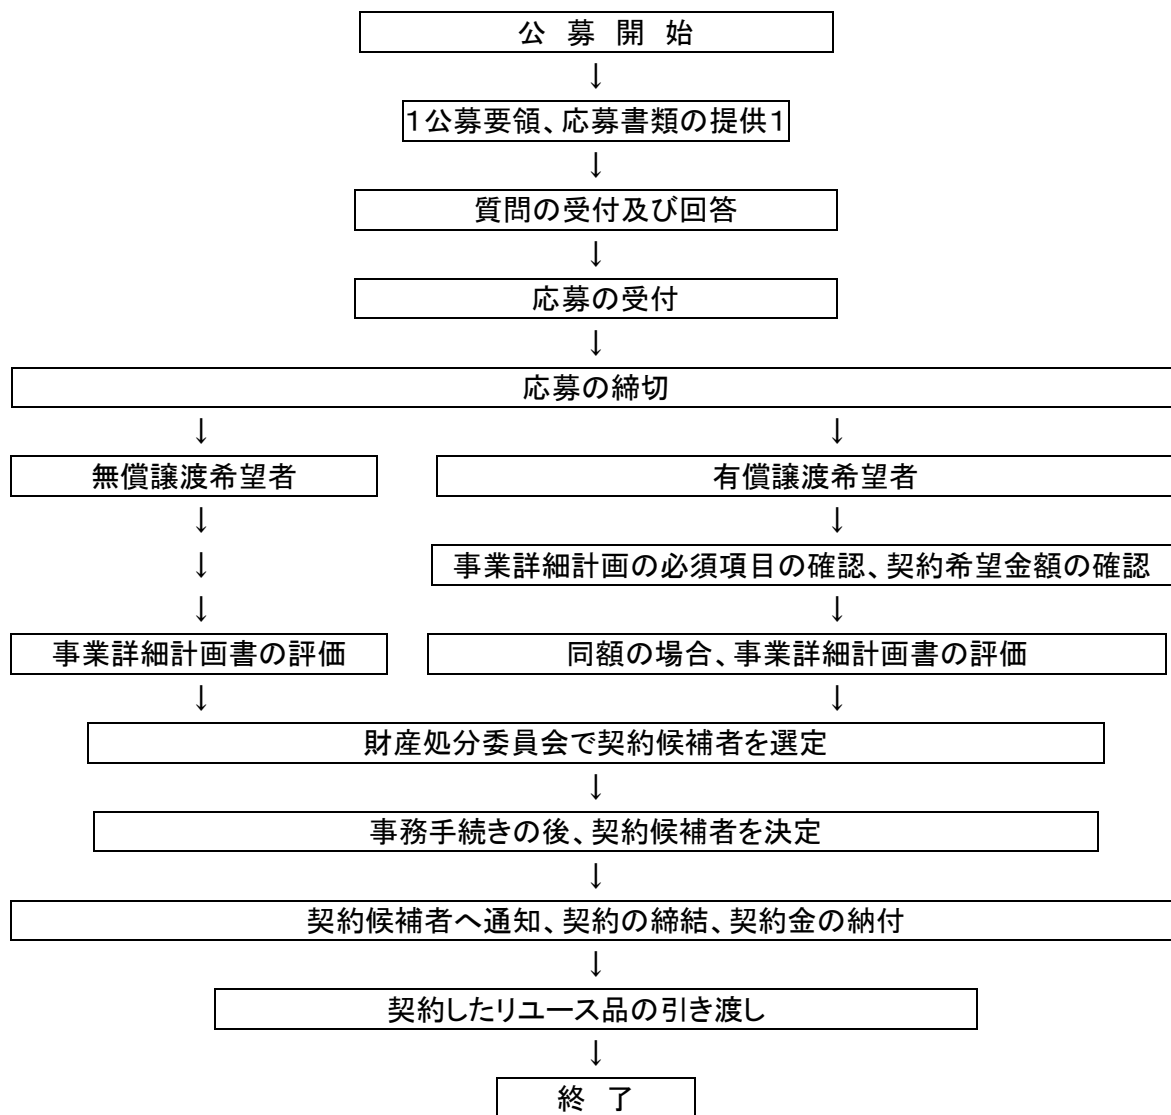 公 募 開 始
↓
1公募要領、応募書類の提供1
↓
質問の受付及び回答
↓
応募の受付
↓
応募の締切
↓ ↓
無償譲渡希望者 有償譲渡希望者
↓ ↓
↓ 事業詳細計画の必須項目の確認、契約希望金額の確認
↓ ↓
事業詳細計画書の評価 同額の場合、事業詳細計画書の評価
↓ ↓
財産処分委員会で契約候補者を選定
↓
事務手続きの後、契約候補者を決定
↓
契約候補者へ通知、契約の締結、契約金の納付
↓
契約したリユース品の引き渡し
↓
終 了